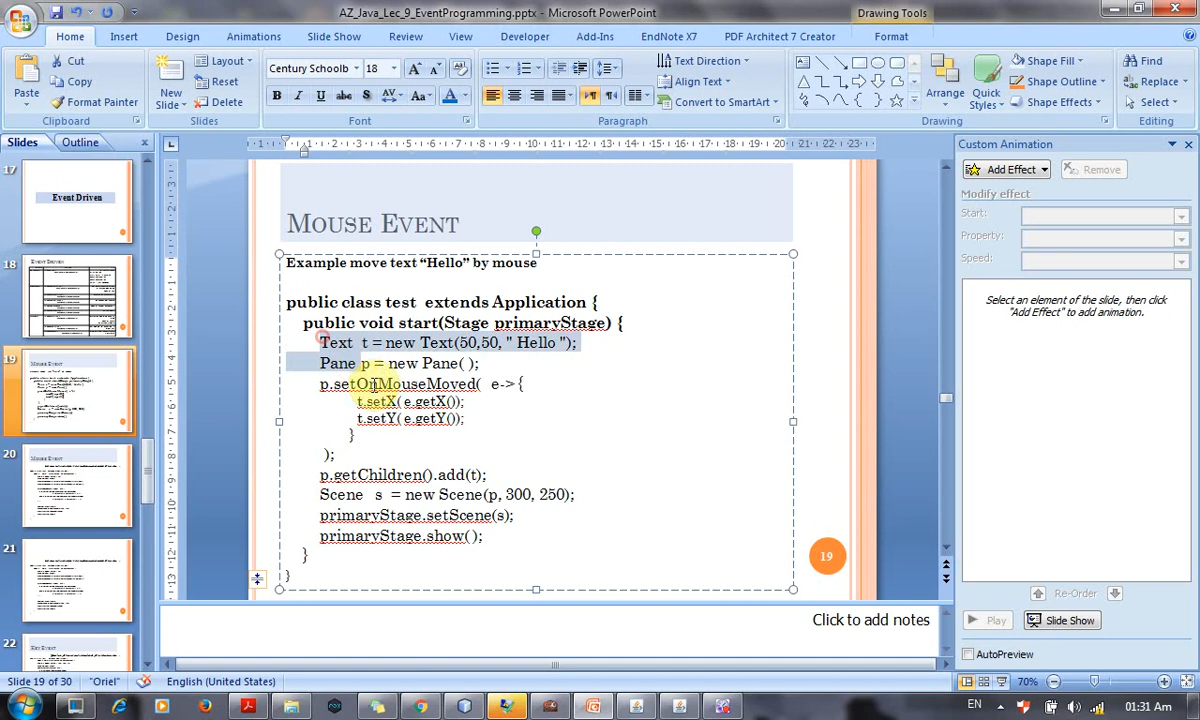 AZ_Java_Lec_9_EventProgramming.pptx - Microsoft PowerPoint
Drawing Tools
Home
Insert
Design
Animations
Slide Show
Review
View
Developer
Add-Ins
EndNote X7
PDF Architect 7 Creator
Format
Paste
Cut
Copy
Format Painter
Clipboard
New
Slide
Layout
Reset
Delete
Slides
Century Schoolb
18
Font
Text Direction
Align Text
Convert to SmartArt
Paragraph
Arrange
Quick
Styles
Shape Fill
Shape Outline
Shape Effects
Drawing
Find
Replace
Select
Editing
Slides
Outline
17
Event Driven
18
19
20
21
22
MOUSE EVENT
Example move text “Hello” by mouse
public class test extends Application {
public void start(Stage primaryStage) {
Text t = new Text(50,50, " Hello ");
Pane p = new Pane( );
p.setOnMouseMoved( e-> {
t.setX( e.getX());
t.setY( e.getY());
}
);
p.getChildren().add(t);
Scene s = new Scene(p, 300, 250);
primaryStage.setScene(s);
primaryStage.show( );
}
}
19
Click to add notes
Custom Animation
Add Effect
Remove
Modify effect
Start:
Property:
Speed:
Select an element of the slide, then click
"Add Effect" to add animation.
Re-Order
Play
Slide Show
AutoPreview
Slide 19 of 30
"Oriel"
English (United States)
70%
EN
01:31 Am